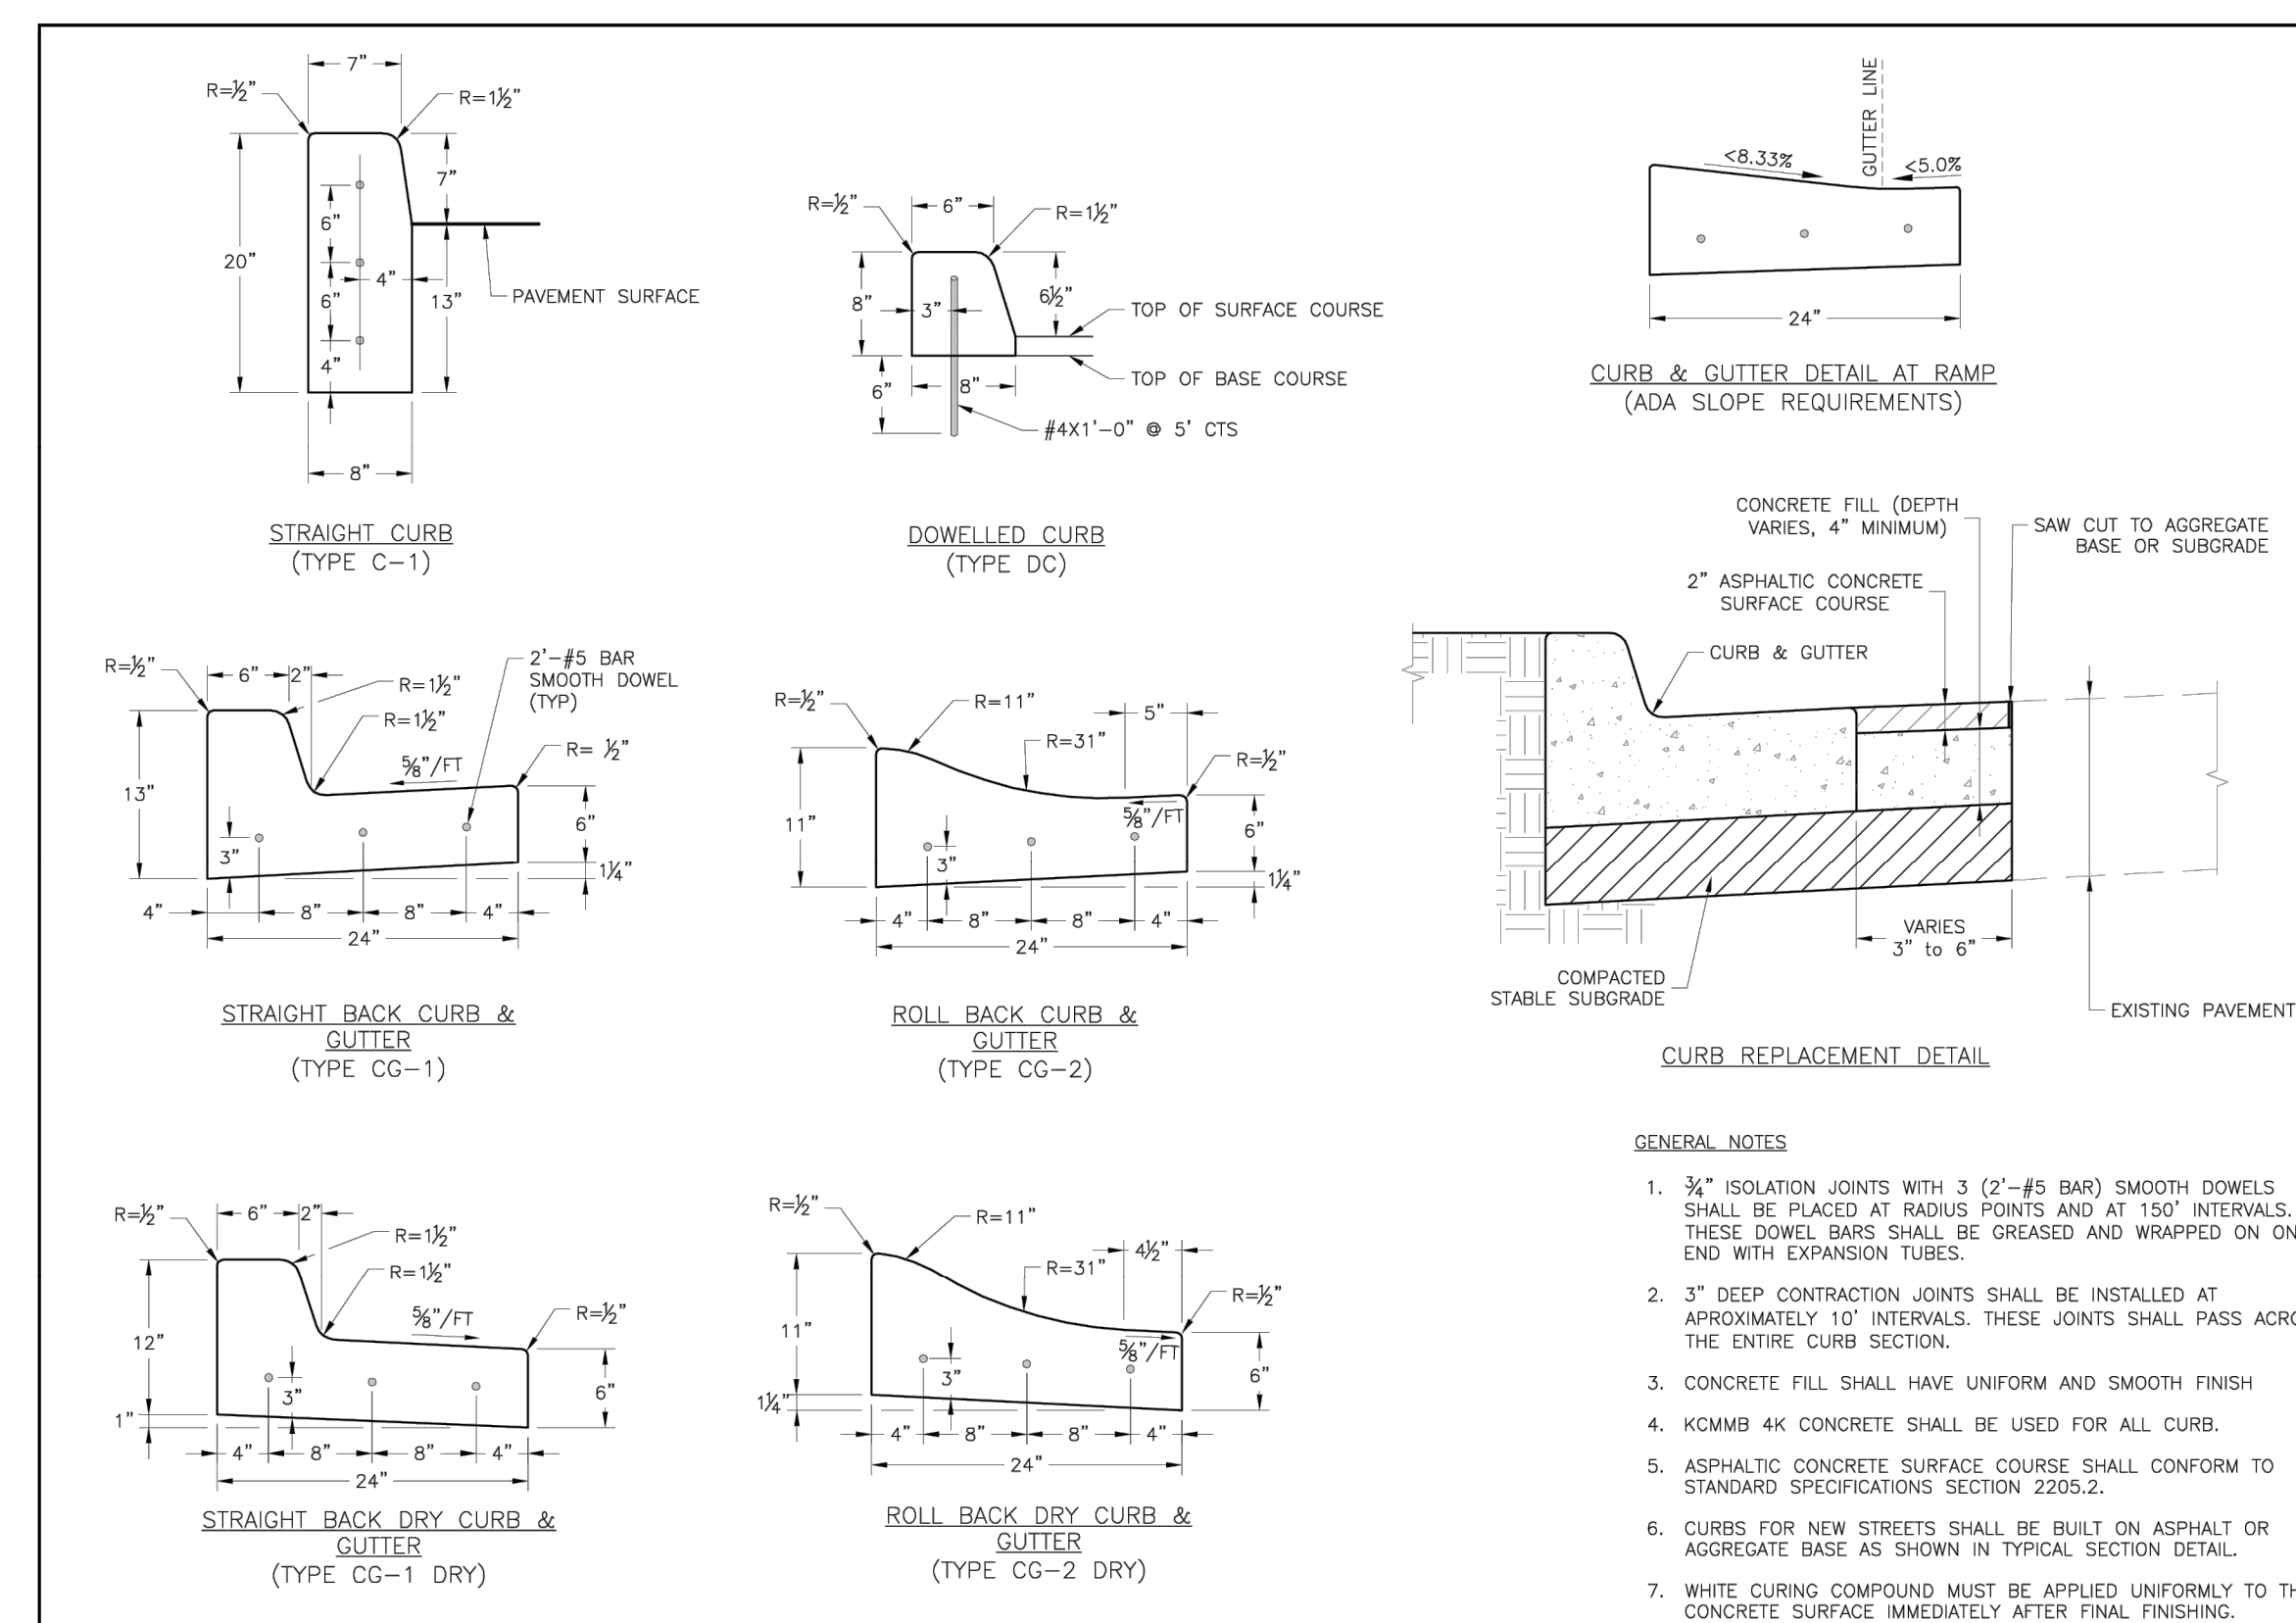 7"
R=½"
R=1½"
7"
6"
20"
4"
6"
13"
PAVEMENT SURFACE
4"
8"
STRAIGHT CURB
(TYPE C-1)
R=½"
6"
R=1½"
8"
3"
6½"
TOP OF SURFACE COURSE
TOP OF BASE COURSE
6"
8"
#4X1'-0" @ 5' CTS
DOWELLED CURB
(TYPE DC)
GUTTER LINE
<8.33%
<5.0%
24"
CURB & GUTTER DETAIL AT RAMP
(ADA SLOPE REQUIREMENTS)
R=½"
6"
2"
R=1½"
R=1½"
2'-#5 BAR
SMOOTH DOWEL
(TYP)
R= ½"
⅝"/FT
13"
6"
3"
1¼"
4"
8"
8"
4"
24"
STRAIGHT BACK CURB &
GUTTER
(TYPE CG-1)
R=½"
R=11"
5"
R=31"
R=½"
⅝"/FT
11"
6"
3"
1¼"
4"
8"
8"
4"
24"
ROLL BACK CURB &
GUTTER
(TYPE CG-2)
CONCRETE FILL (DEPTH
VARIES, 4" MINIMUM)
SAW CUT TO AGGREGATE
BASE OR SUBGRADE
2" ASPHALTIC CONCRETE
SURFACE COURSE
CURB & GUTTER
VARIES
3" to 6"
COMPACTED
STABLE SUBGRADE
EXISTING PAVEMENT
CURB REPLACEMENT DETAIL
R=½"
6"
2"
R=1½"
R=1½"
⅝"/FT
R=½"
12"
3"
6"
1"
4"
8"
8"
4"
24"
STRAIGHT BACK DRY CURB &
GUTTER
(TYPE CG-1 DRY)
R=½"
R=11"
4½"
R=31"
R=½"
11"
⅝"/FT
3"
6"
1¼"
4"
8"
8"
4"
24"
ROLL BACK DRY CURB &
GUTTER
(TYPE CG-2 DRY)
GENERAL NOTES
1. ¾" ISOLATION JOINTS WITH 3 (2'-#5 BAR) SMOOTH DOWELS
SHALL BE PLACED AT RADIUS POINTS AND AT 150' INTERVALS.
THESE DOWEL BARS SHALL BE GREASED AND WRAPPED ON
END WITH EXPANSION TUBES.
2. 3" DEEP CONTRACTION JOINTS SHALL BE INSTALLED AT
APROXIMATELY 10' INTERVALS. THESE JOINTS SHALL PASS
THE ENTIRE CURB SECTION.
3. CONCRETE FILL SHALL HAVE UNIFORM AND SMOOTH FINISH
4. KCMMB 4K CONCRETE SHALL BE USED FOR ALL CURB.
5. ASPHALTIC CONCRETE SURFACE COURSE SHALL CONFORM TO
STANDARD SPECIFICATIONS SECTION 2205.2.
6. CURBS FOR NEW STREETS SHALL BE BUILT ON ASPHALT OR
AGGREGATE BASE AS SHOWN IN TYPICAL SECTION DETAIL.
7. WHITE CURING COMPOUND MUST BE APPLIED UNIFORMLY TO
CONCRETE SURFACE IMMEDIATELY AFTER FINAL FINISHING.